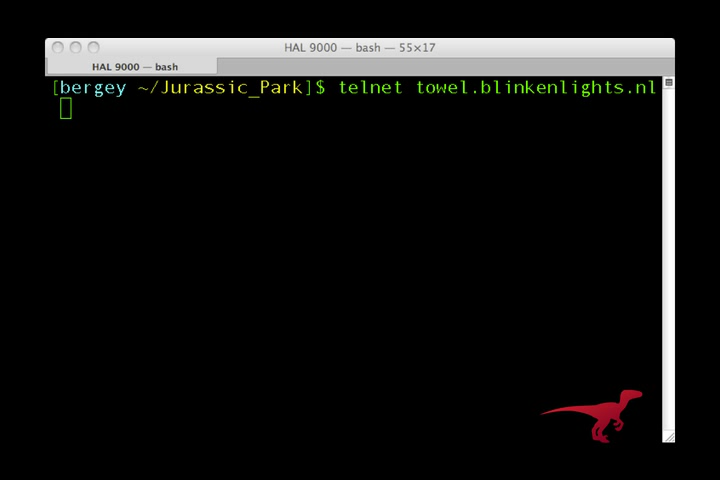 HAL 9000 — bash — 55×17
HAL 9000 — bash
[bergey ~/Jurassic_Park]$ telnet towel.blinkenlights.nl